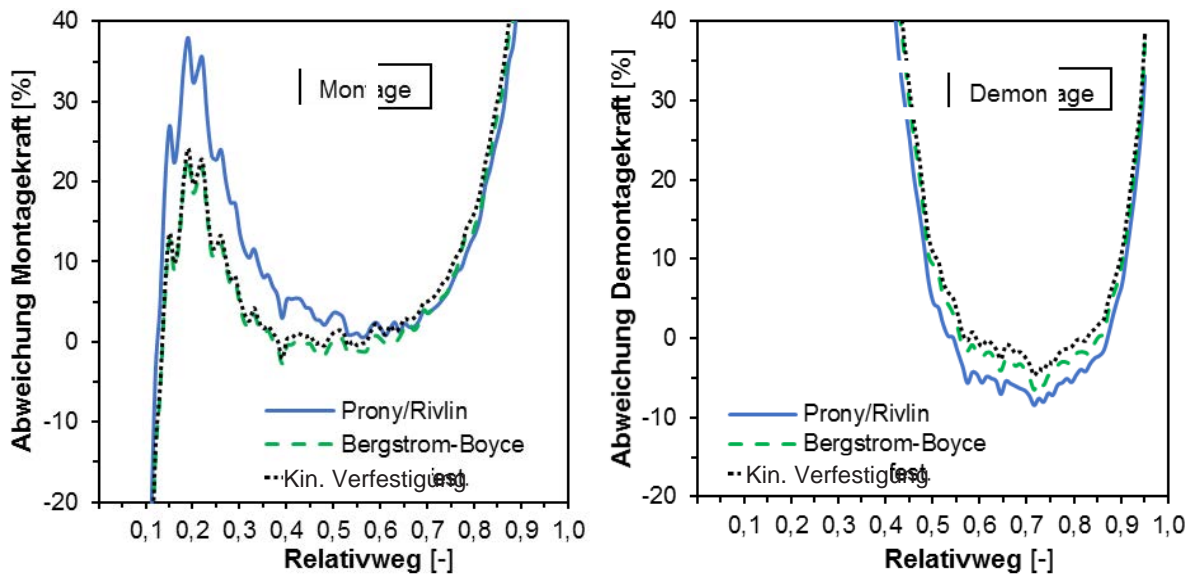 Abweichung Montagekraft [%]
40
30
20
10
0
-10
-20
Montage
Prony/Rivlin
Bergstrom-Boyce
Kin. Verfestigung
0,1 0,2 0,3 0,4 0,5 0,6 0,7 0,8 0,9 1,0
Relativweg [-]
Abweichung Demontagekraft [%]
40
30
20
10
0
-10
-20
Demontage
Prony/Rivlin
Bergstrom-Boyce
Kin. Verfestigung
0,1 0,2 0,3 0,4 0,5 0,6 0,7 0,8 0,9 1,0
Relativweg [-]